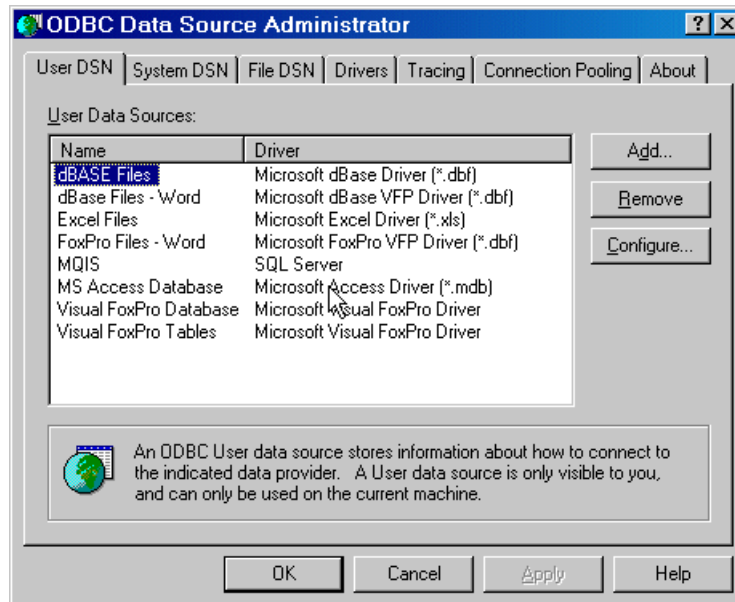 ODBC Data Source Administrator
User DSN System DSN File DSN Drivers Tracing Connection Pooling About
User Data Sources:
Name Driver
dBASE Files Microsoft dBase Driver (*.dbf)
dBase Files - Word Microsoft dBase VFP Driver (*.dbf)
Excel Files Microsoft Excel Driver (*.xls)
FoxPro Files - Word Microsoft FoxPro VFP Driver (*.dbf)
MQIS SQL Server
MS Access Database Microsoft Access Driver (*.mdb)
Visual FoxPro Database Microsoft Visual FoxPro Driver
Visual FoxPro Tables Microsoft Visual FoxPro Driver
Add...
Remove
Configure...
An ODBC User data source stores information about how to connect to
the indicated data provider. A User data source is only visible to you,
and can only be used on the current machine.
OK Cancel Apply Help